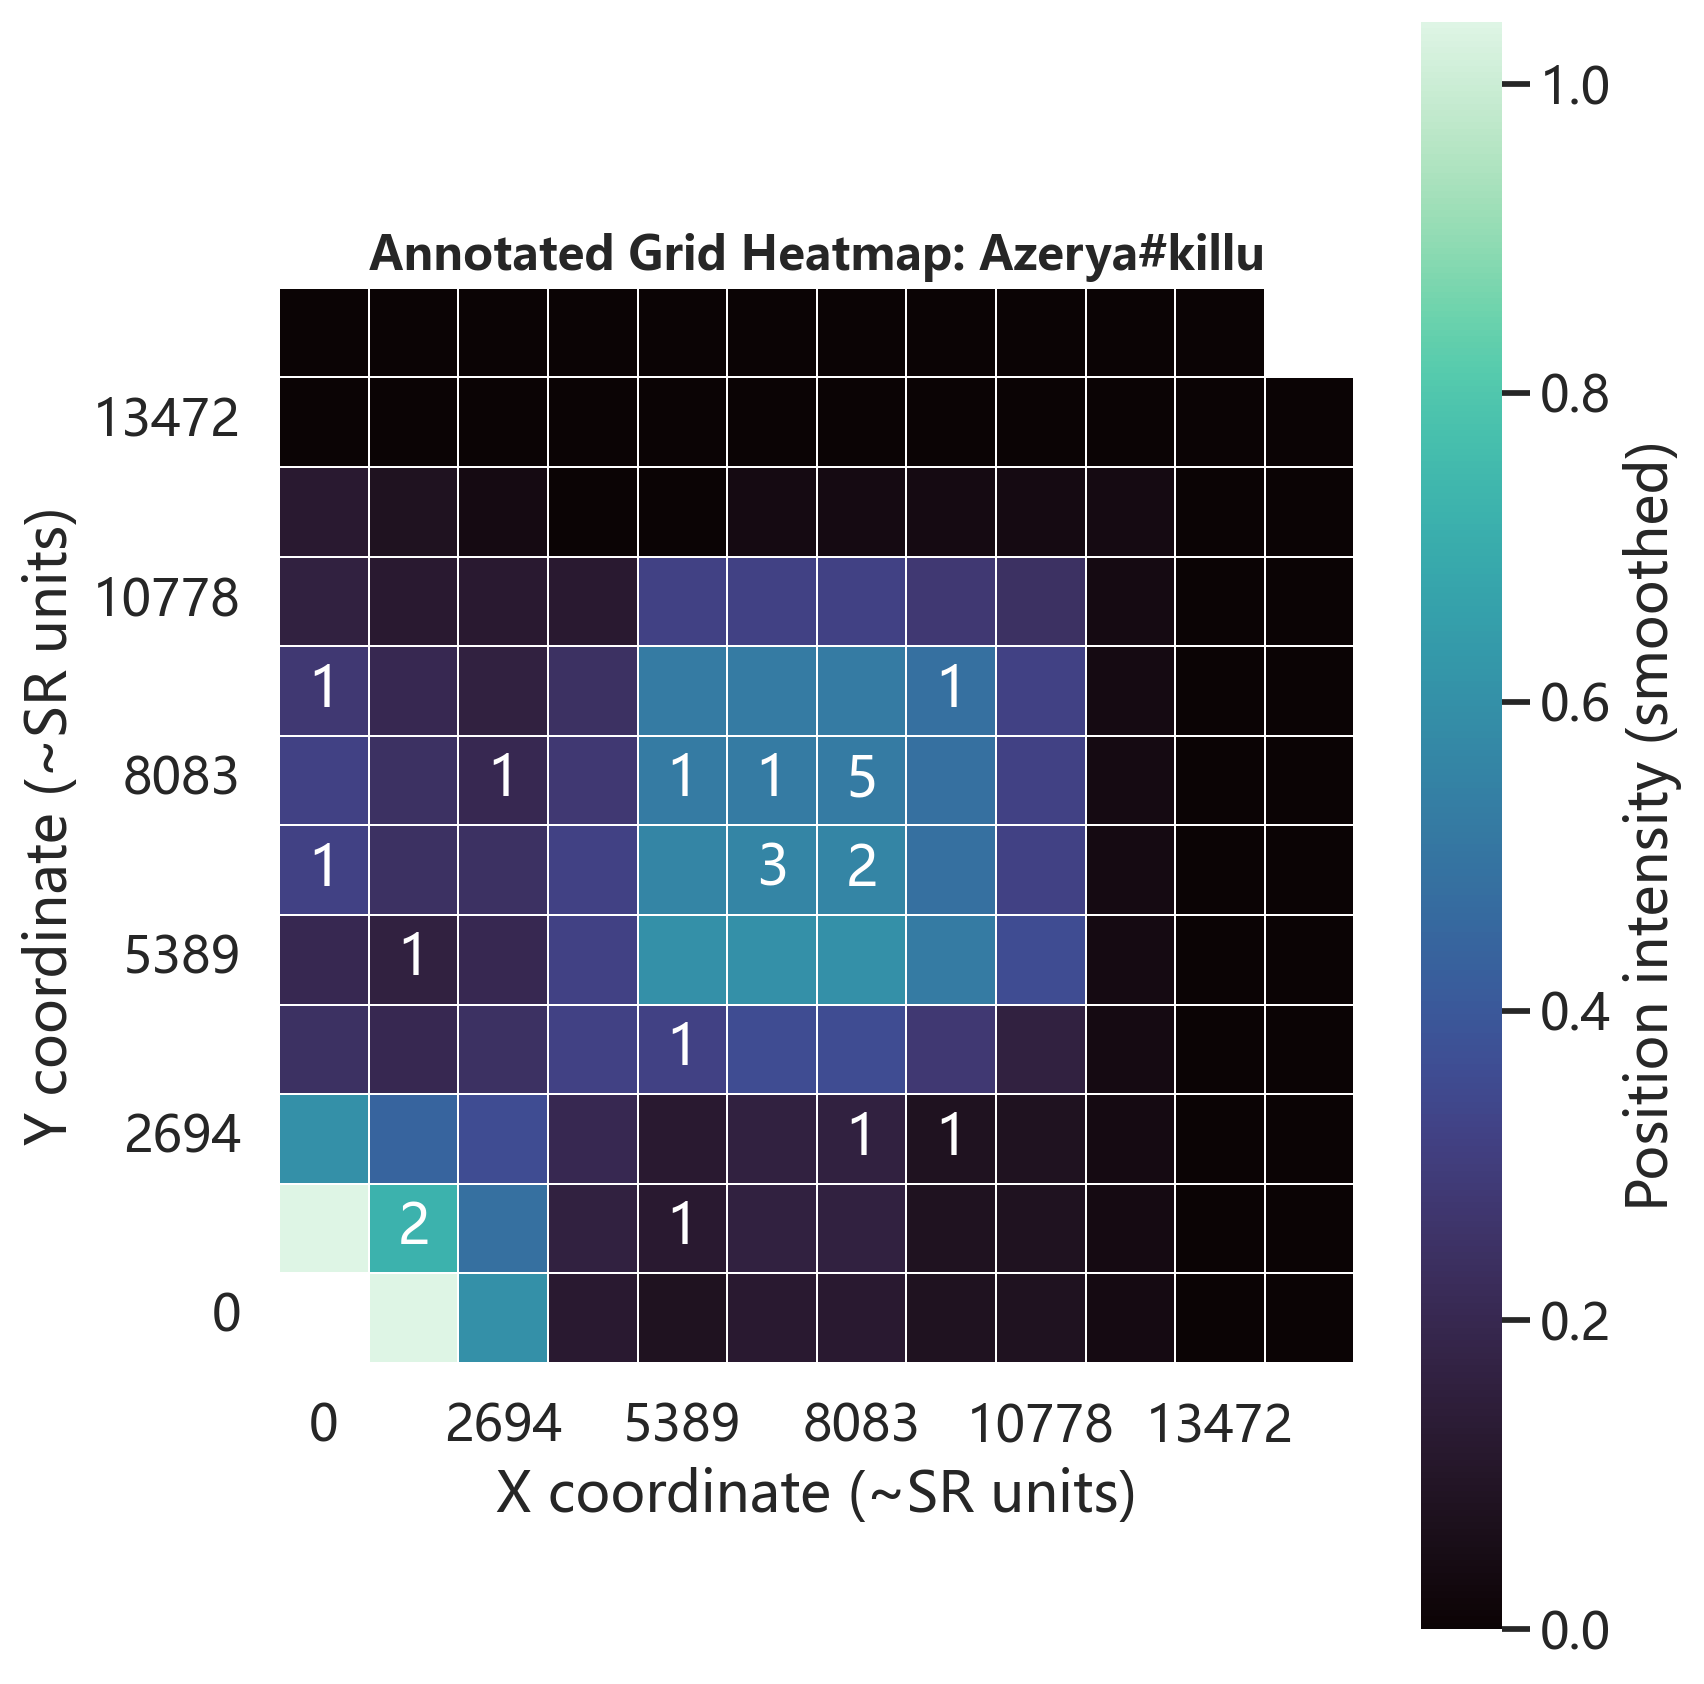 Annotated Grid Heatmap: Azerya#killu
Y coordinate (~SR units)
13472
10778
8083
5389
2694
0
1 1
1 1 1 5
1 3 2
1
1
1 1
2 1
0 2694 5389 8083 10778 13472
X coordinate (~SR units)
1.0
0.8
0.6
0.4
0.2
0.0
Position intensity (smoothed)